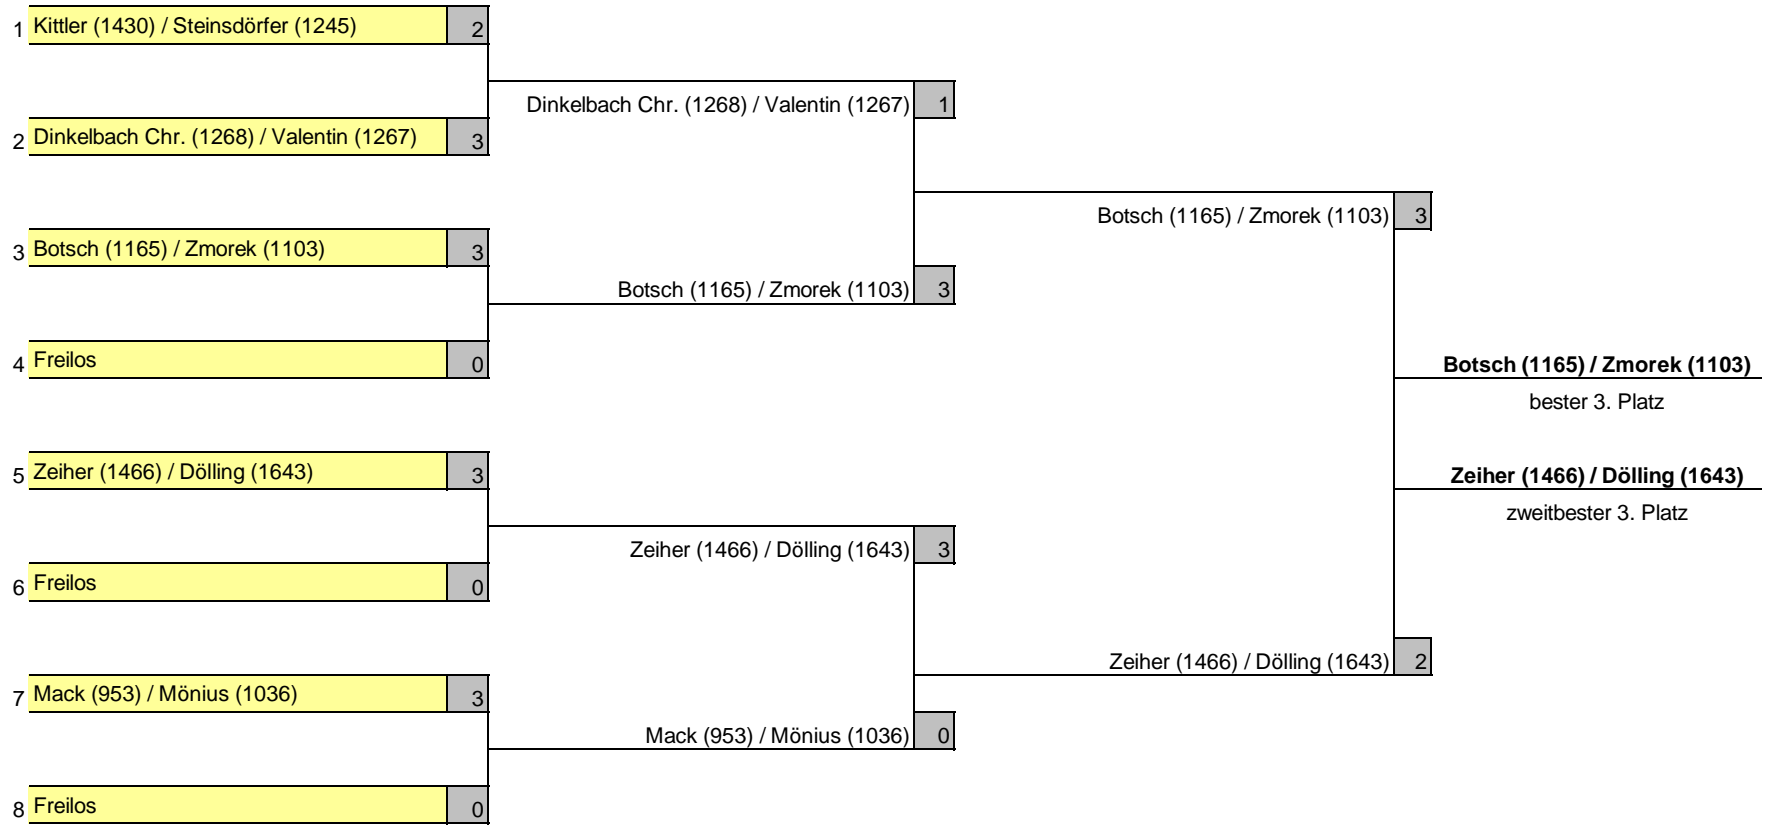 1 Kittler (1430) / Steinsdörfer (1245) 2
Dinkelbach Chr. (1268) / Valentin (1267) 1
2 Dinkelbach Chr. (1268) / Valentin (1267) 3
Botsch (1165) / Zmorek (1103) 3
3 Botsch (1165) / Zmorek (1103) 3
Botsch (1165) / Zmorek (1103) 3
4 Freilos 0
Botsch (1165) / Zmorek (1103)
bester 3. Platz
5 Zeiher (1466) / Dölling (1643) 3
Zeiher (1466) / Dölling (1643)
zweitbester 3. Platz
Zeiher (1466) / Dölling (1643) 3
6 Freilos 0
Zeiher (1466) / Dölling (1643) 2
7 Mack (953) / Mönius (1036) 3
Mack (953) / Mönius (1036) 0
8 Freilos 0